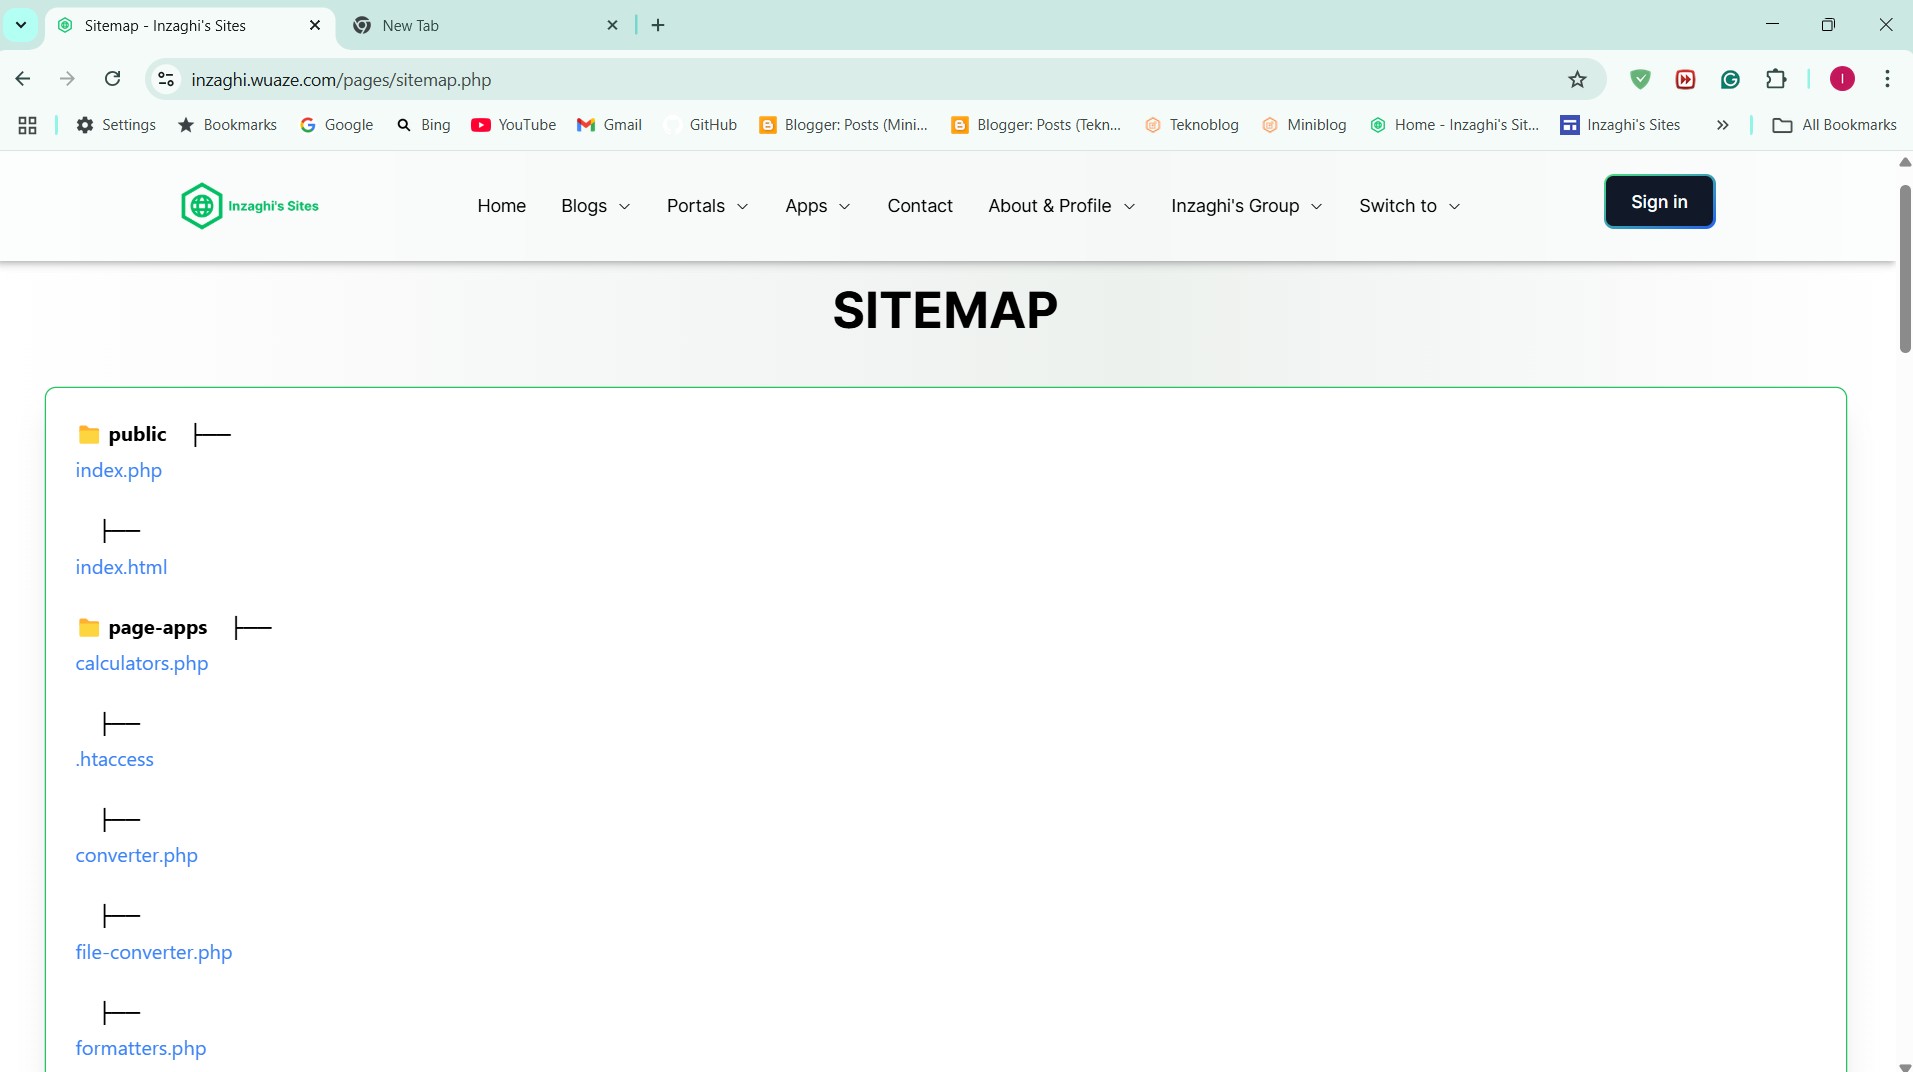 Sitemap - Inzaghi's Sites
New Tab
inzaghi.wuaze.com/pages/sitemap.php
Settings Bookmarks Google Bing YouTube Gmail GitHub Blogger: Posts (Mini... Blogger: Posts (Tekn... Teknoblog Miniblog Home - Inzaghi's Sit... Inzaghi's Sites » All Bookmarks
Inzaghi's Sites Home Blogs Portals Apps Contact About & Profile Inzaghi's Group Switch to Sign in
SITEMAP
public ├──
index.php
├──
index.html
page-apps ├──
calculators.php
├──
.htaccess
├──
converter.php
├──
file-converter.php
├──
formatters.php